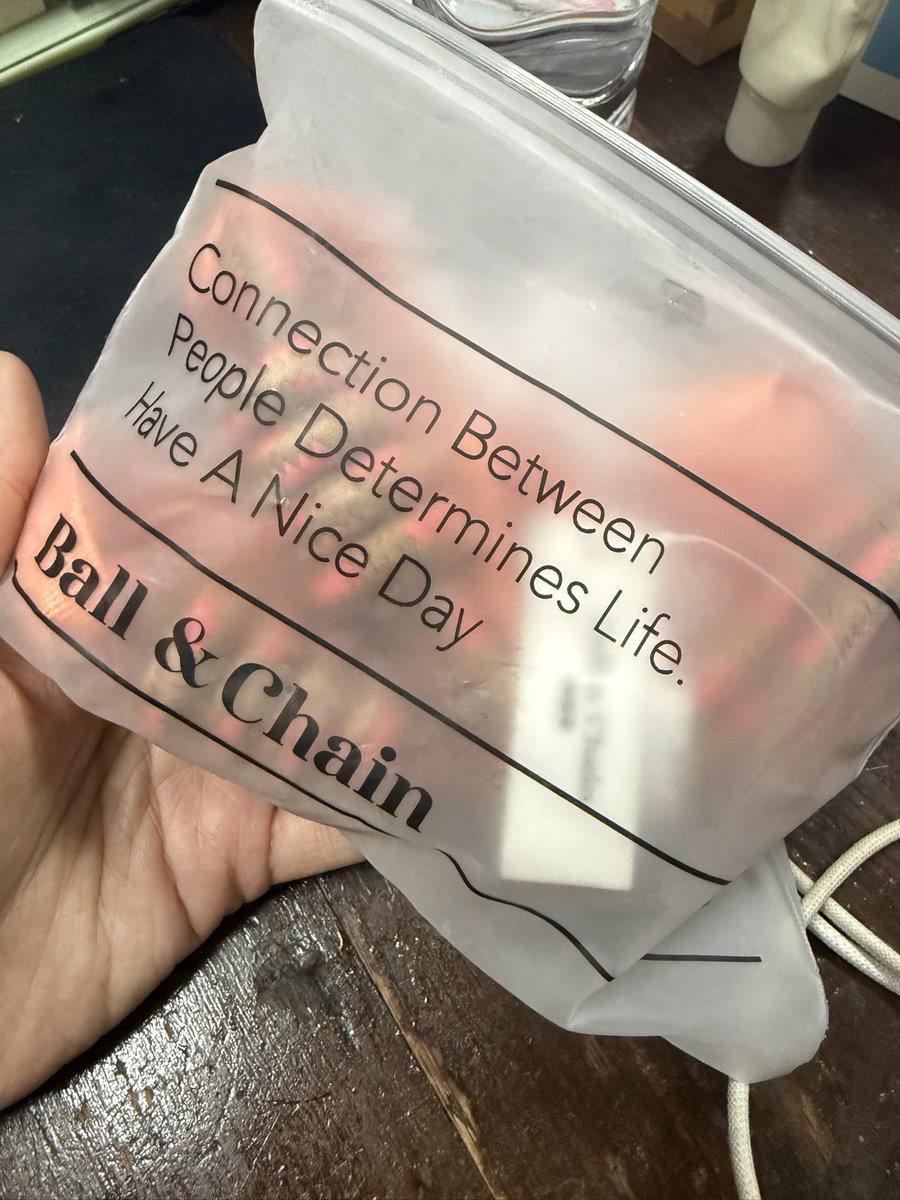 Connection Between
People Determines Life.
Have A Nice Day
Ball & Chain